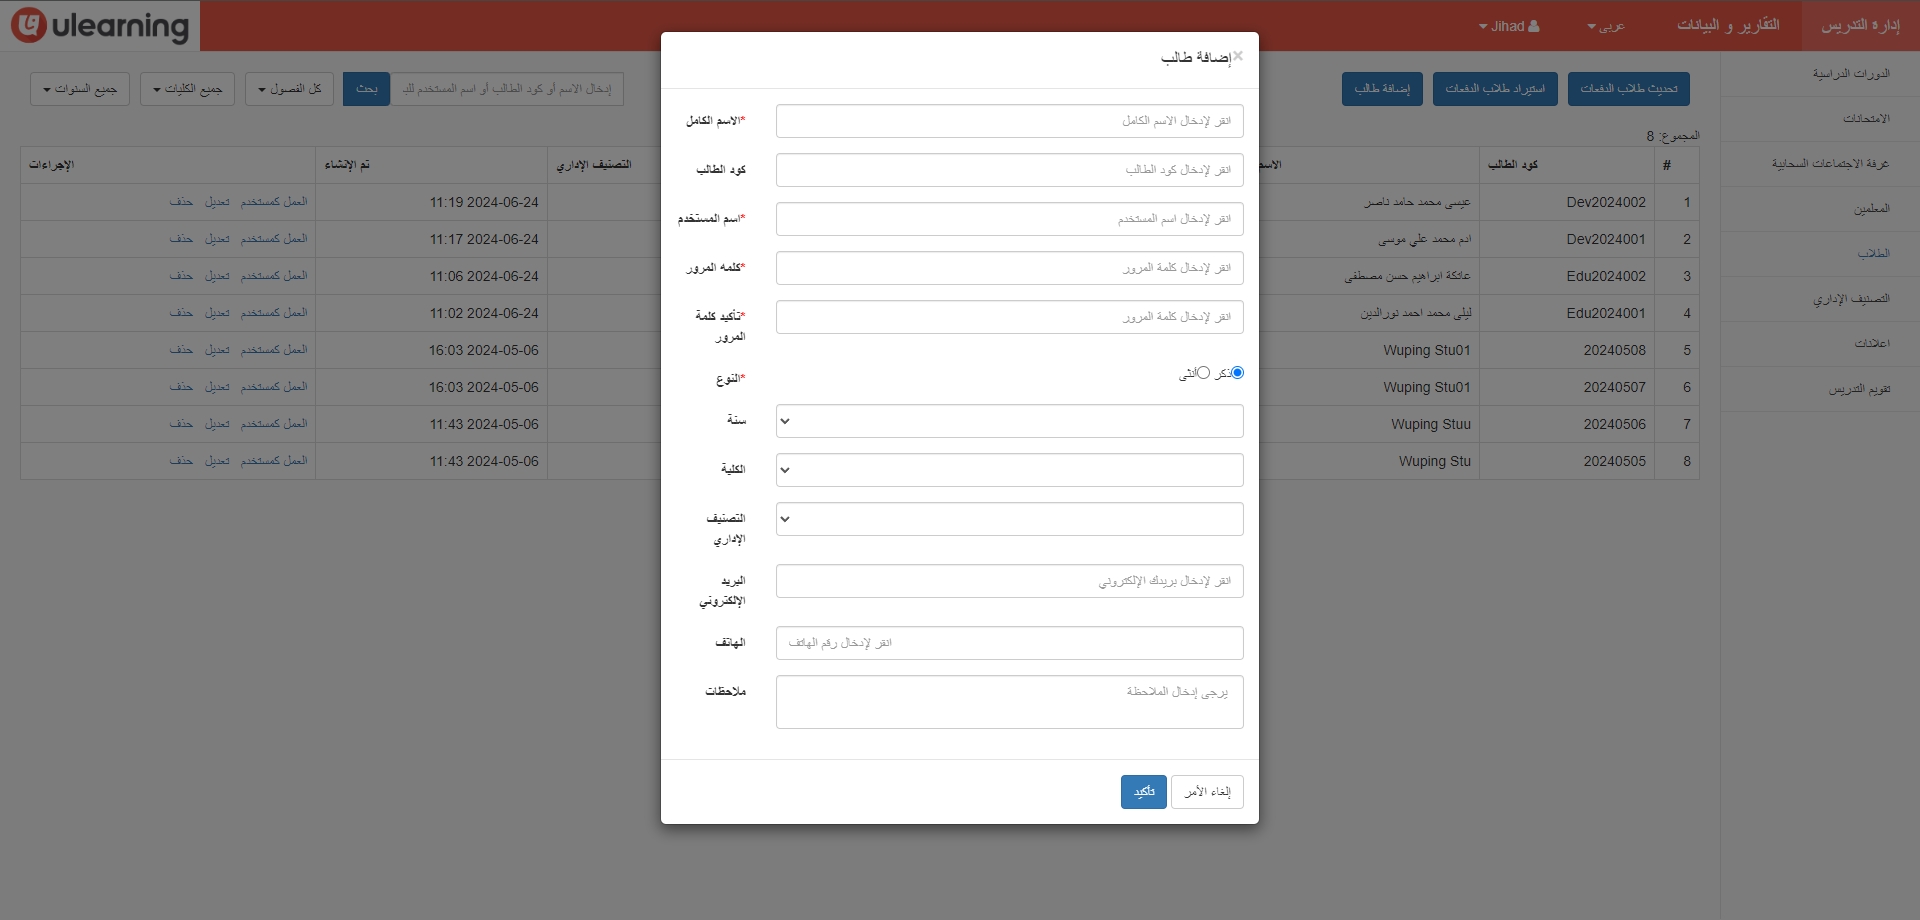 إدارة التدريس
التقارير و البيانات
عربى
Jihad
ulearning
الدورات الدراسية
الامتحانات
غرفة الاجتماعات السحابية
المعلمين
الطلاب
التصنيف الإداري
اعلانات
تقويم التدريس
تحديث طلاب الدفعات
استيراد طلاب الدفعات
إضافة طالب
إدخال الاسم أو كود الطالب أو اسم المستخدم للبـ
بحث
كل الفصول
جميع الكليات
جميع السنوات
المجموع: 8
# كود الطالب الاسم التصنيف الإداري تم الإنشاء الإجراءات
1 Dev2024002 عيسى محمد حامد ناصر 2024-06-24 11:19 العمل كمستخدم تعديل حذف
2 Dev2024001 ادم محمد علي موسى 2024-06-24 11:17 العمل كمستخدم تعديل حذف
3 Edu2024002 عاتكة ابراهيم حسن مصطفى 2024-06-24 11:06 العمل كمستخدم تعديل حذف
4 Edu2024001 ليلى محمد احمد نورالدين 2024-06-24 11:02 العمل كمستخدم تعديل حذف
5 20240508 Wuping Stu01 2024-05-06 16:03 العمل كمستخدم تعديل حذف
6 20240507 Wuping Stu01 2024-05-06 16:03 العمل كمستخدم تعديل حذف
7 20240506 Wuping Stuu 2024-05-06 11:43 العمل كمستخدم تعديل حذف
8 20240505 Wuping Stu 2024-05-06 11:43 العمل كمستخدم تعديل حذف
×إضافة طالب
*الاسم الكامل
انقر لإدخال الاسم الكامل
كود الطالب
انقر لإدخال كود الطالب
*اسم المستخدم
انقر لإدخال اسم المستخدم
*كلمه المرور
انقر لإدخال كلمة المرور
*تأكيد كلمة
المرور
انقر لإدخال كلمة المرور
*النوع
ذكر أنثى
سنة
الكلية
التصنيف
الإداري
البريد
الإلكتروني
انقر لإدخال بريدك الإلكتروني
الهاتف
انقر لإدخال رقم الهاتف
ملاحظات
يرجى إدخال الملاحظة
إلغاء الأمر
تأكيد